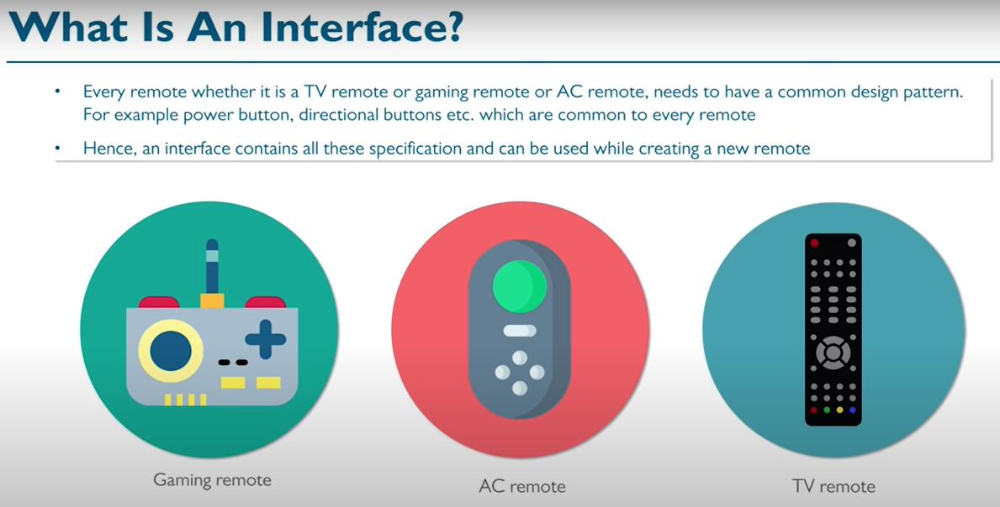 What Is An Interface?
• Every remote whether it is a TV remote or gaming remote or AC remote, needs to have a common design pattern.
For example power button, directional buttons etc. which are common to every remote
• Hence, an interface contains all these specification and can be used while creating a new remote
Gaming remote
AC remote
TV remote